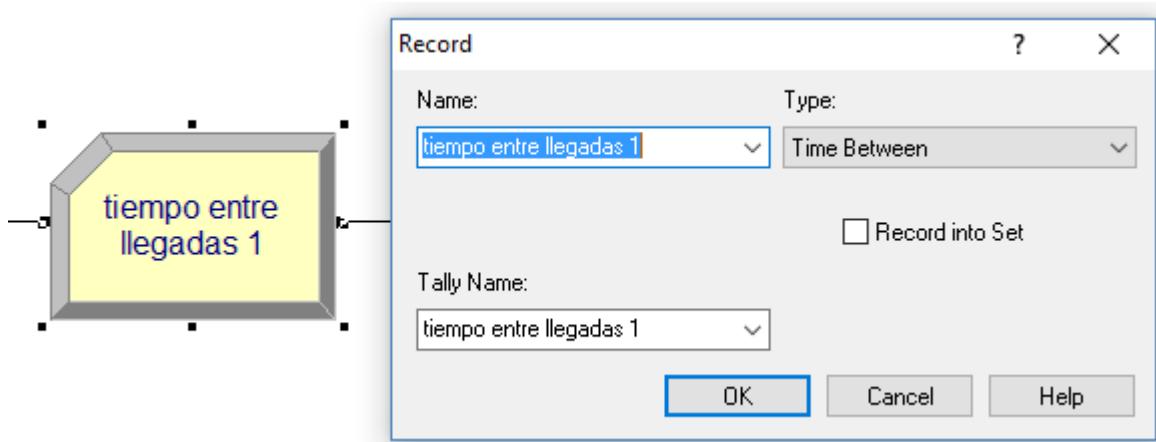 tiempo entre
llegadas 1
Record ?
Name: Type:
tiempo entre llegadas 1 Time Between
Record into Set
Tally Name:
tiempo entre llegadas 1
OK Cancel Help